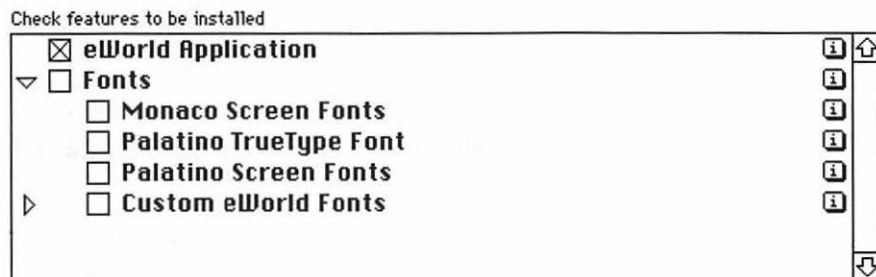 Check features to be installed
eWorld Application
Fonts
Monaco Screen Fonts
Palatino TrueType Font
Palatino Screen Fonts
Custom eWorld Fonts